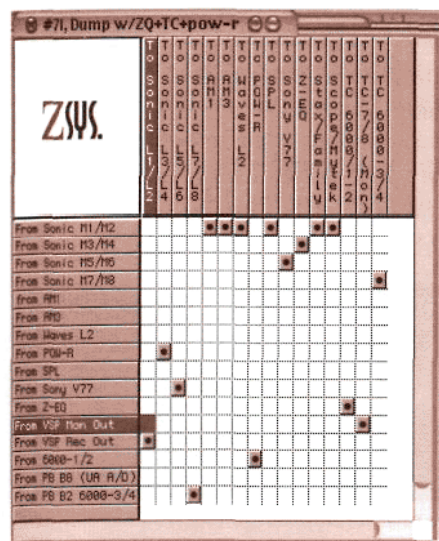 #71, Dump w/ZQ+TC+pow-r
ZSYS.
To Sonic L1/L2
To Sonic L3/L4
To Sonic L5/L6
To Sonic L7/L8
To AM1
To AM3
To Waves L2
To POW-R
To SPL
To Sony V77
To Z-EQ
To Stax/Family
To Scope/Mytek
To TC 6000/1-2
To TC-7/8 (Mon)
To TC 6000-3/4
From Sonic M1/M2
From Sonic M3/M4
From Sonic M5/M6
From Sonic M7/M8
From AM1
From AM3
From Waves L2
From POW-R
From SPL
From Sony V77
From Z-EQ
From VSP Mon Out
From VSP Rec Out
From 6000-1/2
From PB B6 (UA A/D)
From PB B2 6000-3/4